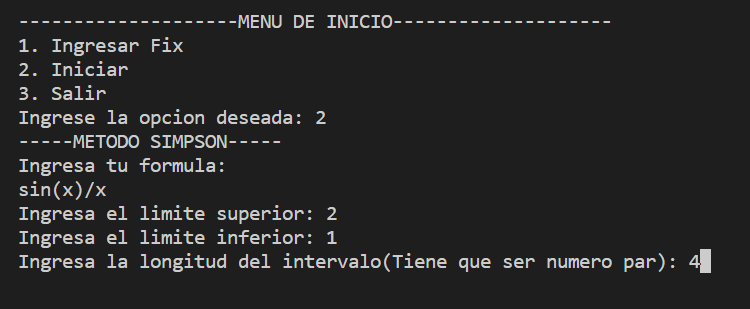 --------------------MENU DE INICIO--------------------
1. Ingresar Fix
2. Iniciar
3. Salir
Ingrese la opcion deseada: 2
-----METODO SIMPSON-----
Ingresa tu formula:
sin(x)/x
Ingresa el limite superior: 2
Ingresa el limite inferior: 1
Ingresa la longitud del intervalo(Tiene que ser numero par): 4